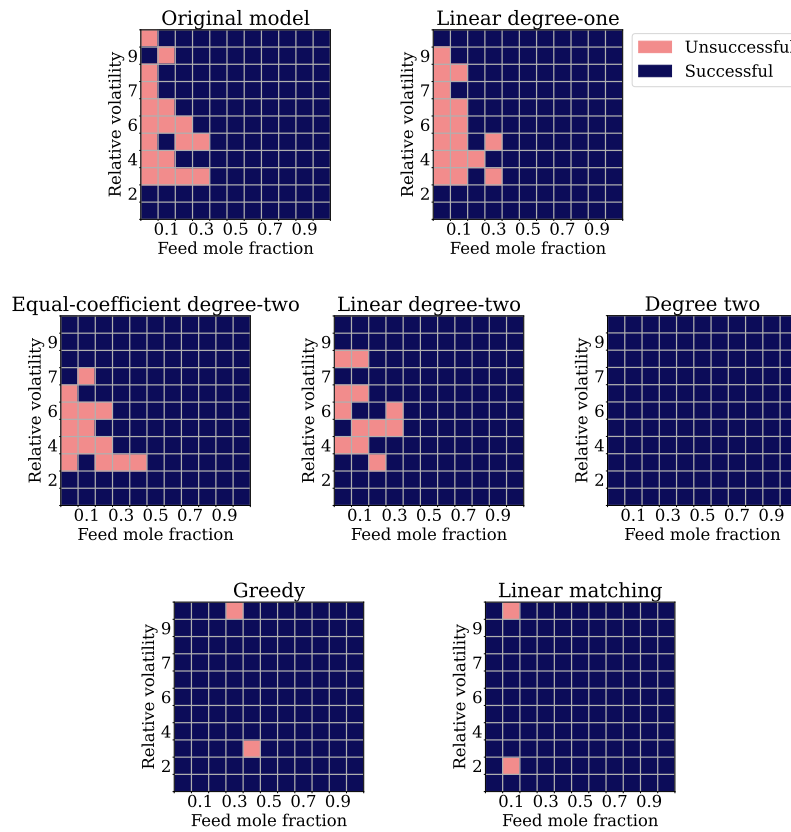 Original model
Linear degree-one
Unsuccessful
Successful
Relative volatility
9
7
6
4
2
0.1 0.3 0.5 0.7 0.9
Feed mole fraction
Relative volatility
9
7
6
4
2
0.1 0.3 0.5 0.7 0.9
Feed mole fraction
Equal-coefficient degree-two
Linear degree-two
Degree two
Relative volatility
9
7
6
4
2
0.1 0.3 0.5 0.7 0.9
Feed mole fraction
Relative volatility
9
7
6
4
2
0.1 0.3 0.5 0.7 0.9
Feed mole fraction
Relative volatility
9
7
6
4
2
0.1 0.3 0.5 0.7 0.9
Feed mole fraction
Greedy
Linear matching
Relative volatility
9
7
6
4
2
0.1 0.3 0.5 0.7 0.9
Feed mole fraction
Relative volatility
9
7
6
4
2
0.1 0.3 0.5 0.7 0.9
Feed mole fraction